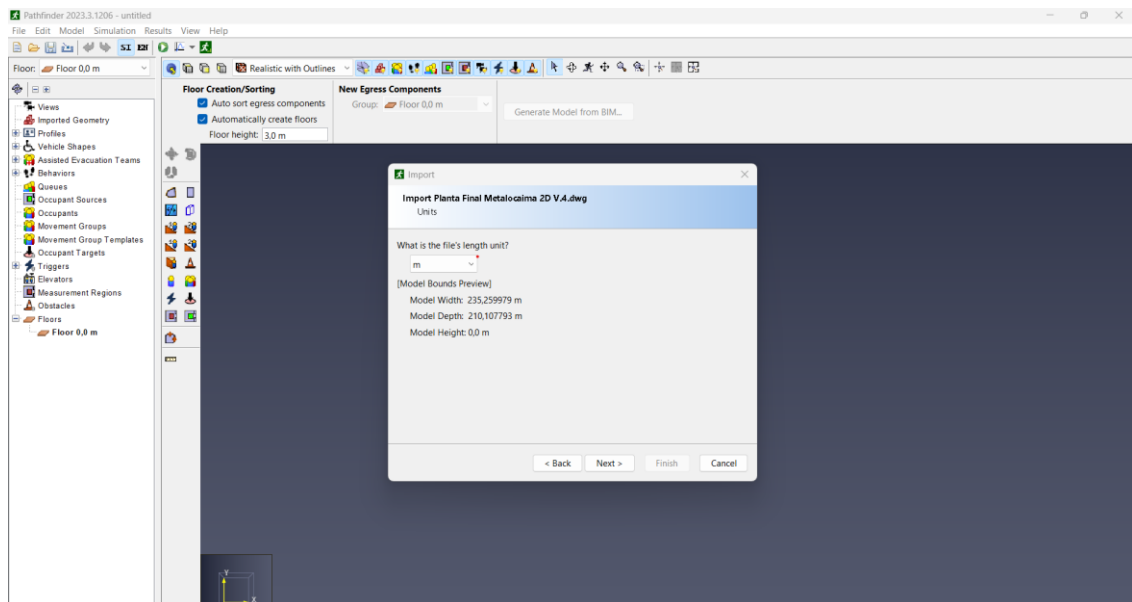 Pathfinder 2023.3.1206 - untitled
File Edit Model Simulation Results View Help
SI EN
Floor: Floor 0,0 m
Realistic with Outlines
Views
Imported Geometry
Profiles
Vehicle Shapes
Assisted Evacuation Teams
Behaviors
Queues
Occupant Sources
Occupants
Movement Groups
Movement Group Templates
Occupant Targets
Triggers
Elevators
Measurement Regions
Obstacles
Floors
Floor 0,0 m
Floor Creation/Sorting
Auto sort egress components
Automatically create floors
Floor height: 3,0 m
New Egress Components
Group: Floor 0,0 m
Generate Model from BIM...
Import
Import Planta Final Metalocaima 2D V.4.dwg
Units
What is the file's length unit?
m *
[Model Bounds Preview]
Model Width: 235,259979 m
Model Depth: 210,107793 m
Model Height: 0,0 m
< Back Next > Finish Cancel
Y
X